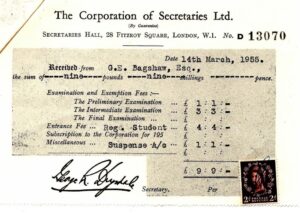 The Corporation of Secretaries Ltd.
(By Guarantee)
SECRETARIES HALL, 28 FITZROY SQUARE, LONDON, W.1. No. D 13070
Date 14th March, 1955.
Received from G.E. Bagshaw, Esq.,
the sum of -----nine----pounds -----nine----shillings ------pence.
Examination and Exemption Fees :—
The Preliminary Examination ... £ 1 : 1 : -
The Intermediate Examination ... £ 3 : 3 : -
The Final Examination ... £ : :
Entrance Fee Regd Student £ 4 : 4 : -
Subscription to the Corporation for 195 £ : :
Miscellaneous Suspense A/c £ 1 : 1 : -
£ 9 : 9 : -
Secretary. Per